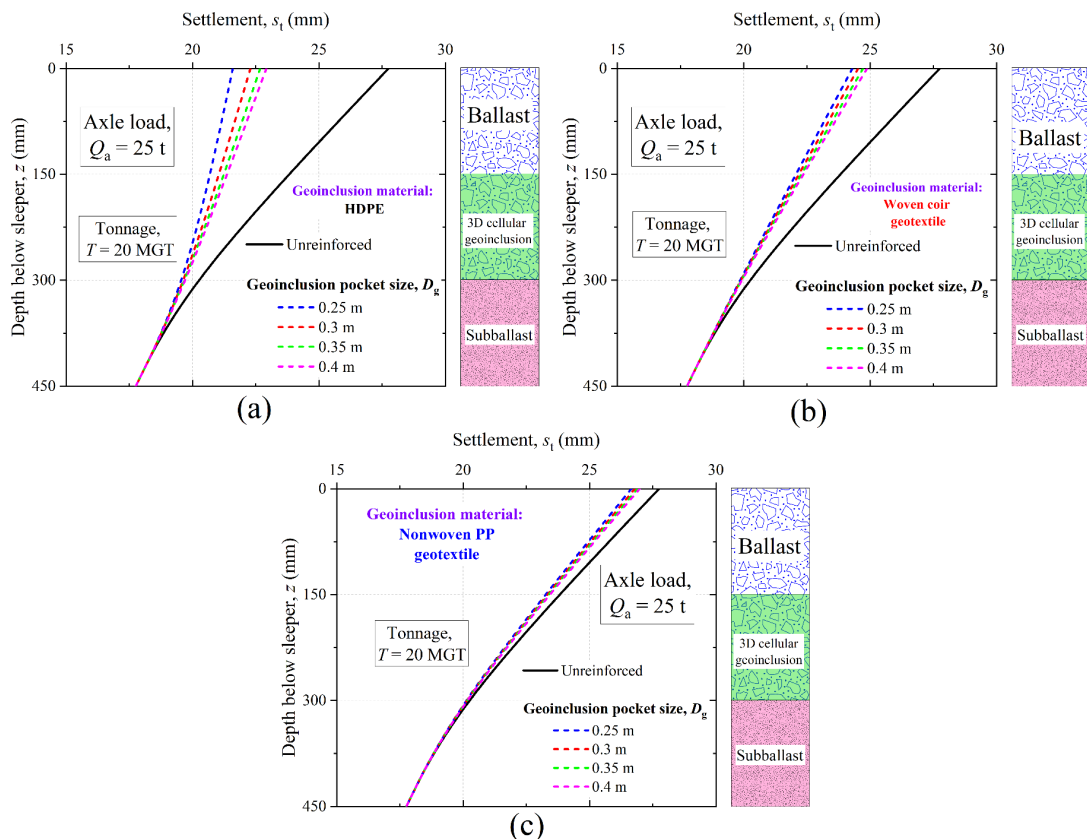 Settlement, st (mm)
15 20 25 30
0
150
300
450
Depth below sleeper, z (mm)
Axle load,
Qa = 25 t
Tonnage,
T = 20 MGT
Geoinclusion material:
HDPE
Unreinforced
Geoinclusion pocket size, Dg
0.25 m
0.3 m
0.35 m
0.4 m
Ballast
3D cellular
geoinclusion
Subballast
(a)
Settlement, st (mm)
15 20 25 30
0
150
300
450
Depth below sleeper, z (mm)
Axle load,
Qa = 25 t
Tonnage,
T = 20 MGT
Geoinclusion material:
Woven coir
geotextile
Unreinforced
Geoinclusion pocket size, Dg
0.25 m
0.3 m
0.35 m
0.4 m
Ballast
3D cellular
geoinclusion
Subballast
(b)
Settlement, st (mm)
15 20 25 30
0
150
300
450
Depth below sleeper, z (mm)
Geoinclusion material:
Nonwoven PP
geotextile
Axle load,
Qa = 25 t
Tonnage,
T = 20 MGT
Unreinforced
Geoinclusion pocket size, Dg
0.25 m
0.3 m
0.35 m
0.4 m
Ballast
3D cellular
geoinclusion
Subballast
(c)